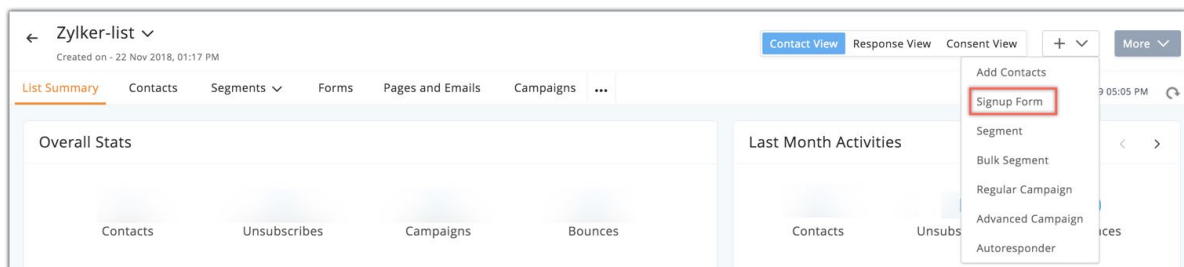 Zylker-list
Created on - 22 Nov 2018, 01:17 PM
Contact View Response View Consent View + More
List Summary Contacts Segments Forms Pages and Emails Campaigns ... 9 05:05 PM
Add Contacts
Signup Form
Segment
Bulk Segment
Regular Campaign
Advanced Campaign
Autoresponder
Overall Stats
Contacts Unsubscribes Campaigns Bounces
Last Month Activities
Contacts